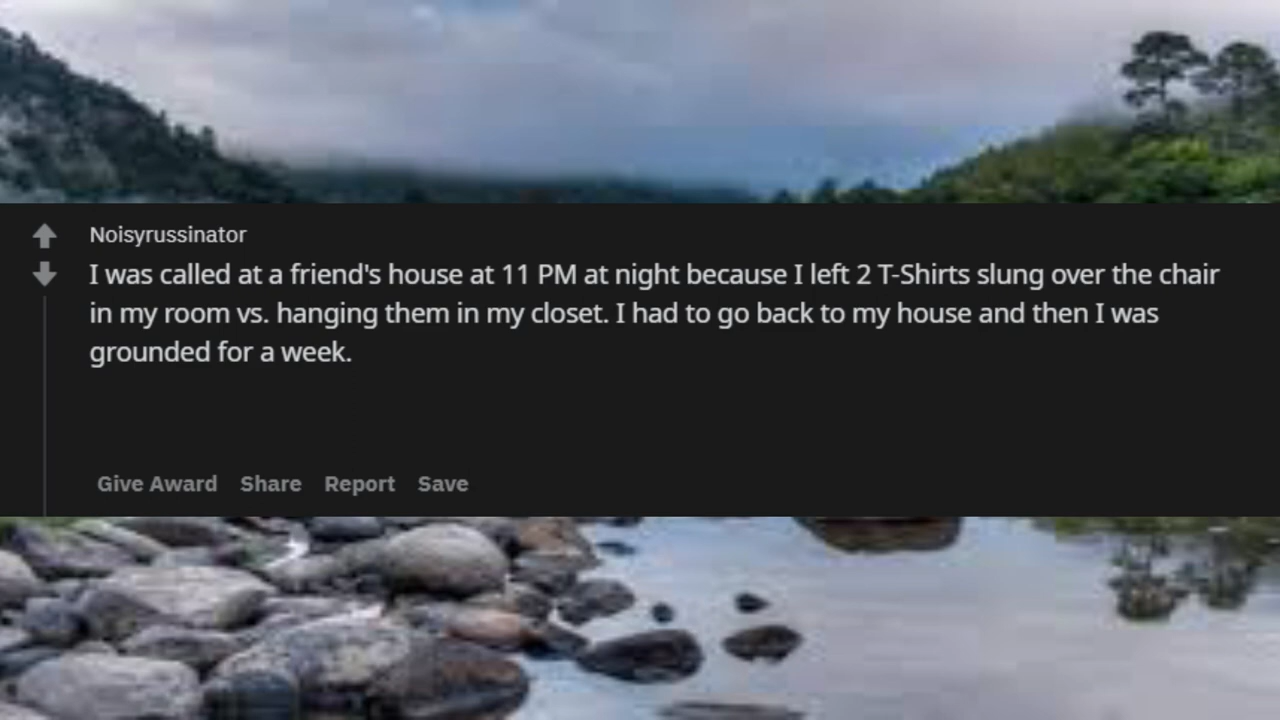 Noisyrussinator
I was called at a friend's house at 11 PM at night because I left 2 T-Shirts slung over the chair
in my room vs. hanging them in my closet. I had to go back to my house and then I was
grounded for a week.
Give Award Share Report Save